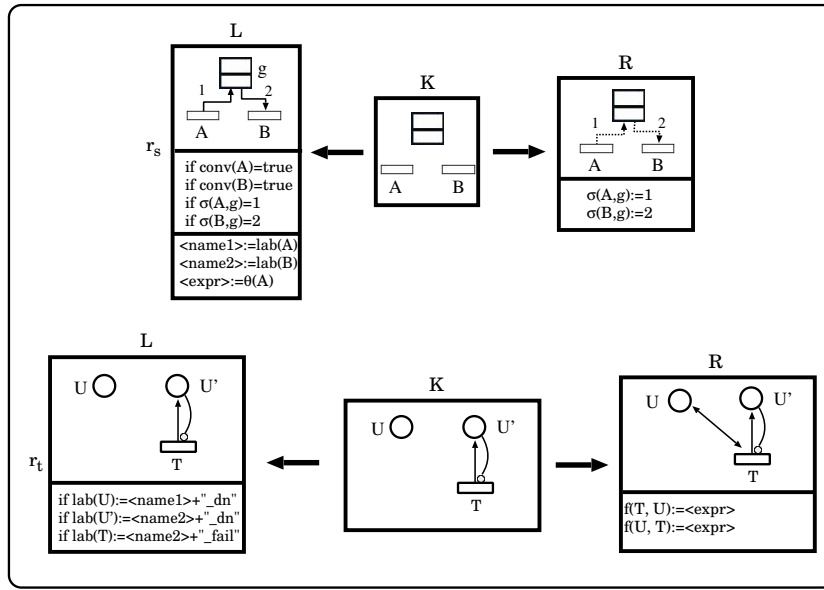 L
K
R
1
g
2
A
B
r_s
A
B
1
2
A
B
if conv(A)=true
if conv(B)=true
if σ(A,g)=1
if σ(B,g)=2
σ(A,g):=1
σ(B,g):=2
<name1>:=lab(A)
<name2>:=lab(B)
<expr>:=θ(A)
L
K
R
U
U'
T
r_t
U
U'
T
U
U'
T
if lab(U):=<name1>+"_dn"
if lab(U'):=<name2>+"_dn"
if lab(T):=<name2>+"_fail"
f(T, U):=<expr>
f(U, T):=<expr>